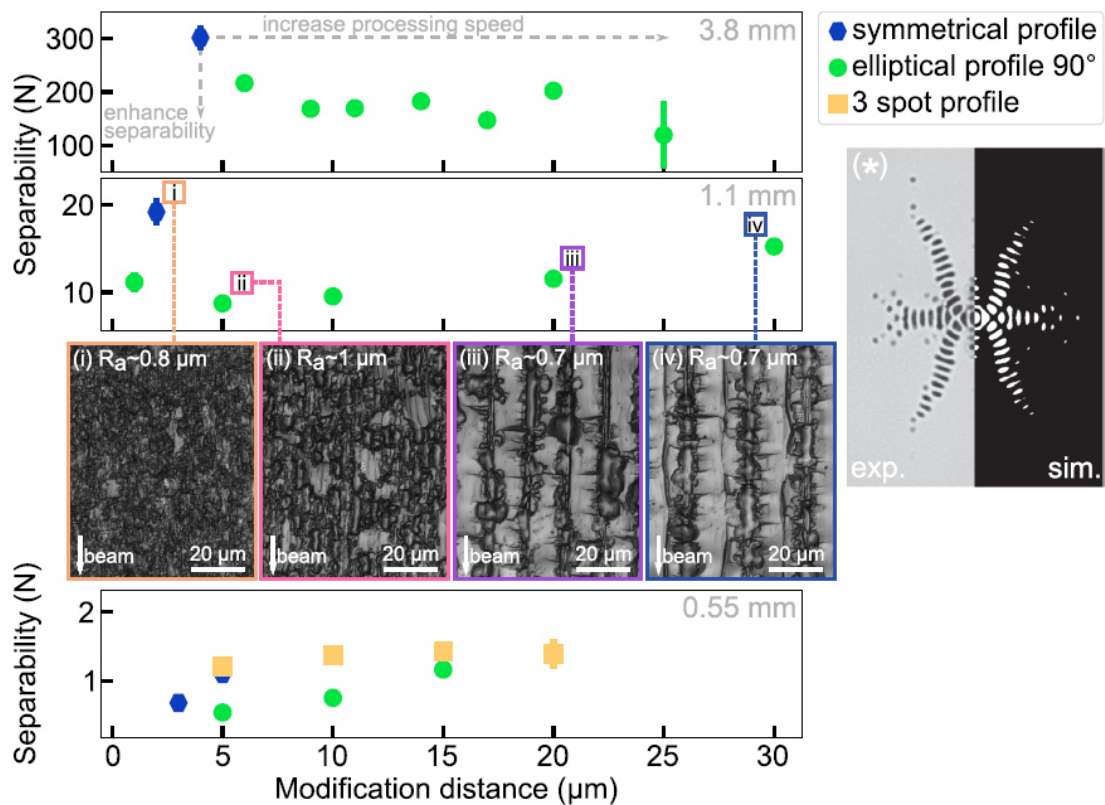 300
200
100
Separability (N)
increase processing speed
enhance
separability
3.8 mm
symmetrical profile
elliptical profile 90°
3 spot profile
20
10
i
ii
iii
iv
1.1 mm
(*)
exp.
sim.
(i) Ra~0.8 µm
beam
20 µm
(ii) Ra~1 µm
beam
20 µm
(iii) Ra~0.7 µm
beam
20 µm
(iv) Ra~0.7 µm
beam
20 µm
Separability (N)
2
1
0.55 mm
0 5 10 15 20 25 30
Modification distance (µm)